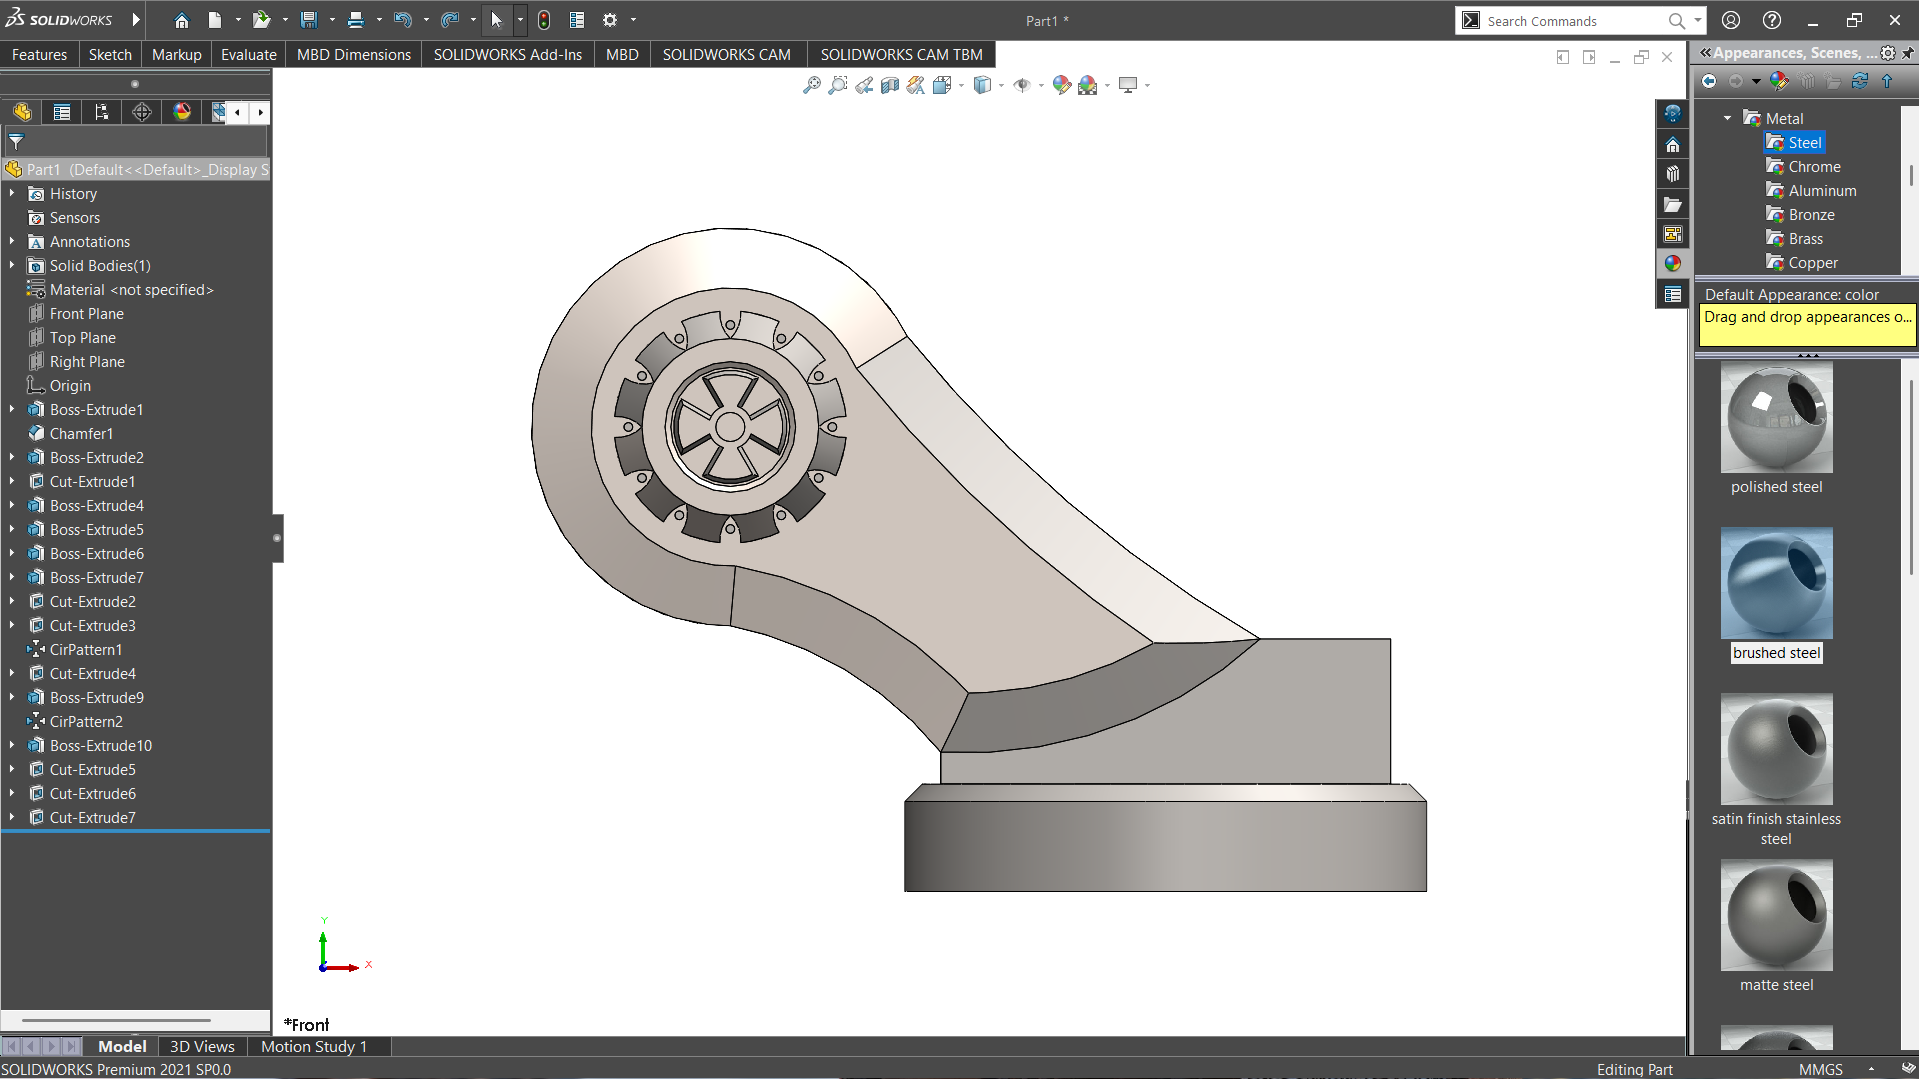 SOLIDWORKS
Part1 *
Search Commands
Features
Sketch
Markup
Evaluate
MBD Dimensions
SOLIDWORKS Add-Ins
MBD
SOLIDWORKS CAM
SOLIDWORKS CAM TBM
Part1 (Default<<Default>_Display S
History
Sensors
Annotations
Solid Bodies(1)
Material <not specified>
Front Plane
Top Plane
Right Plane
Origin
Boss-Extrude1
Chamfer1
Boss-Extrude2
Cut-Extrude1
Boss-Extrude4
Boss-Extrude5
Boss-Extrude6
Boss-Extrude7
Cut-Extrude2
Cut-Extrude3
CirPattern1
Cut-Extrude4
Boss-Extrude9
CirPattern2
Boss-Extrude10
Cut-Extrude5
Cut-Extrude6
Cut-Extrude7
Y
X
*Front
Appearances, Scenes, ...
Metal
Steel
Chrome
Aluminum
Bronze
Brass
Copper
Default Appearance: color
Drag and drop appearances o...
polished steel
brushed steel
satin finish stainless
steel
matte steel
Model
3D Views
Motion Study 1
SOLIDWORKS Premium 2021 SP0.0
Editing Part
MMGS